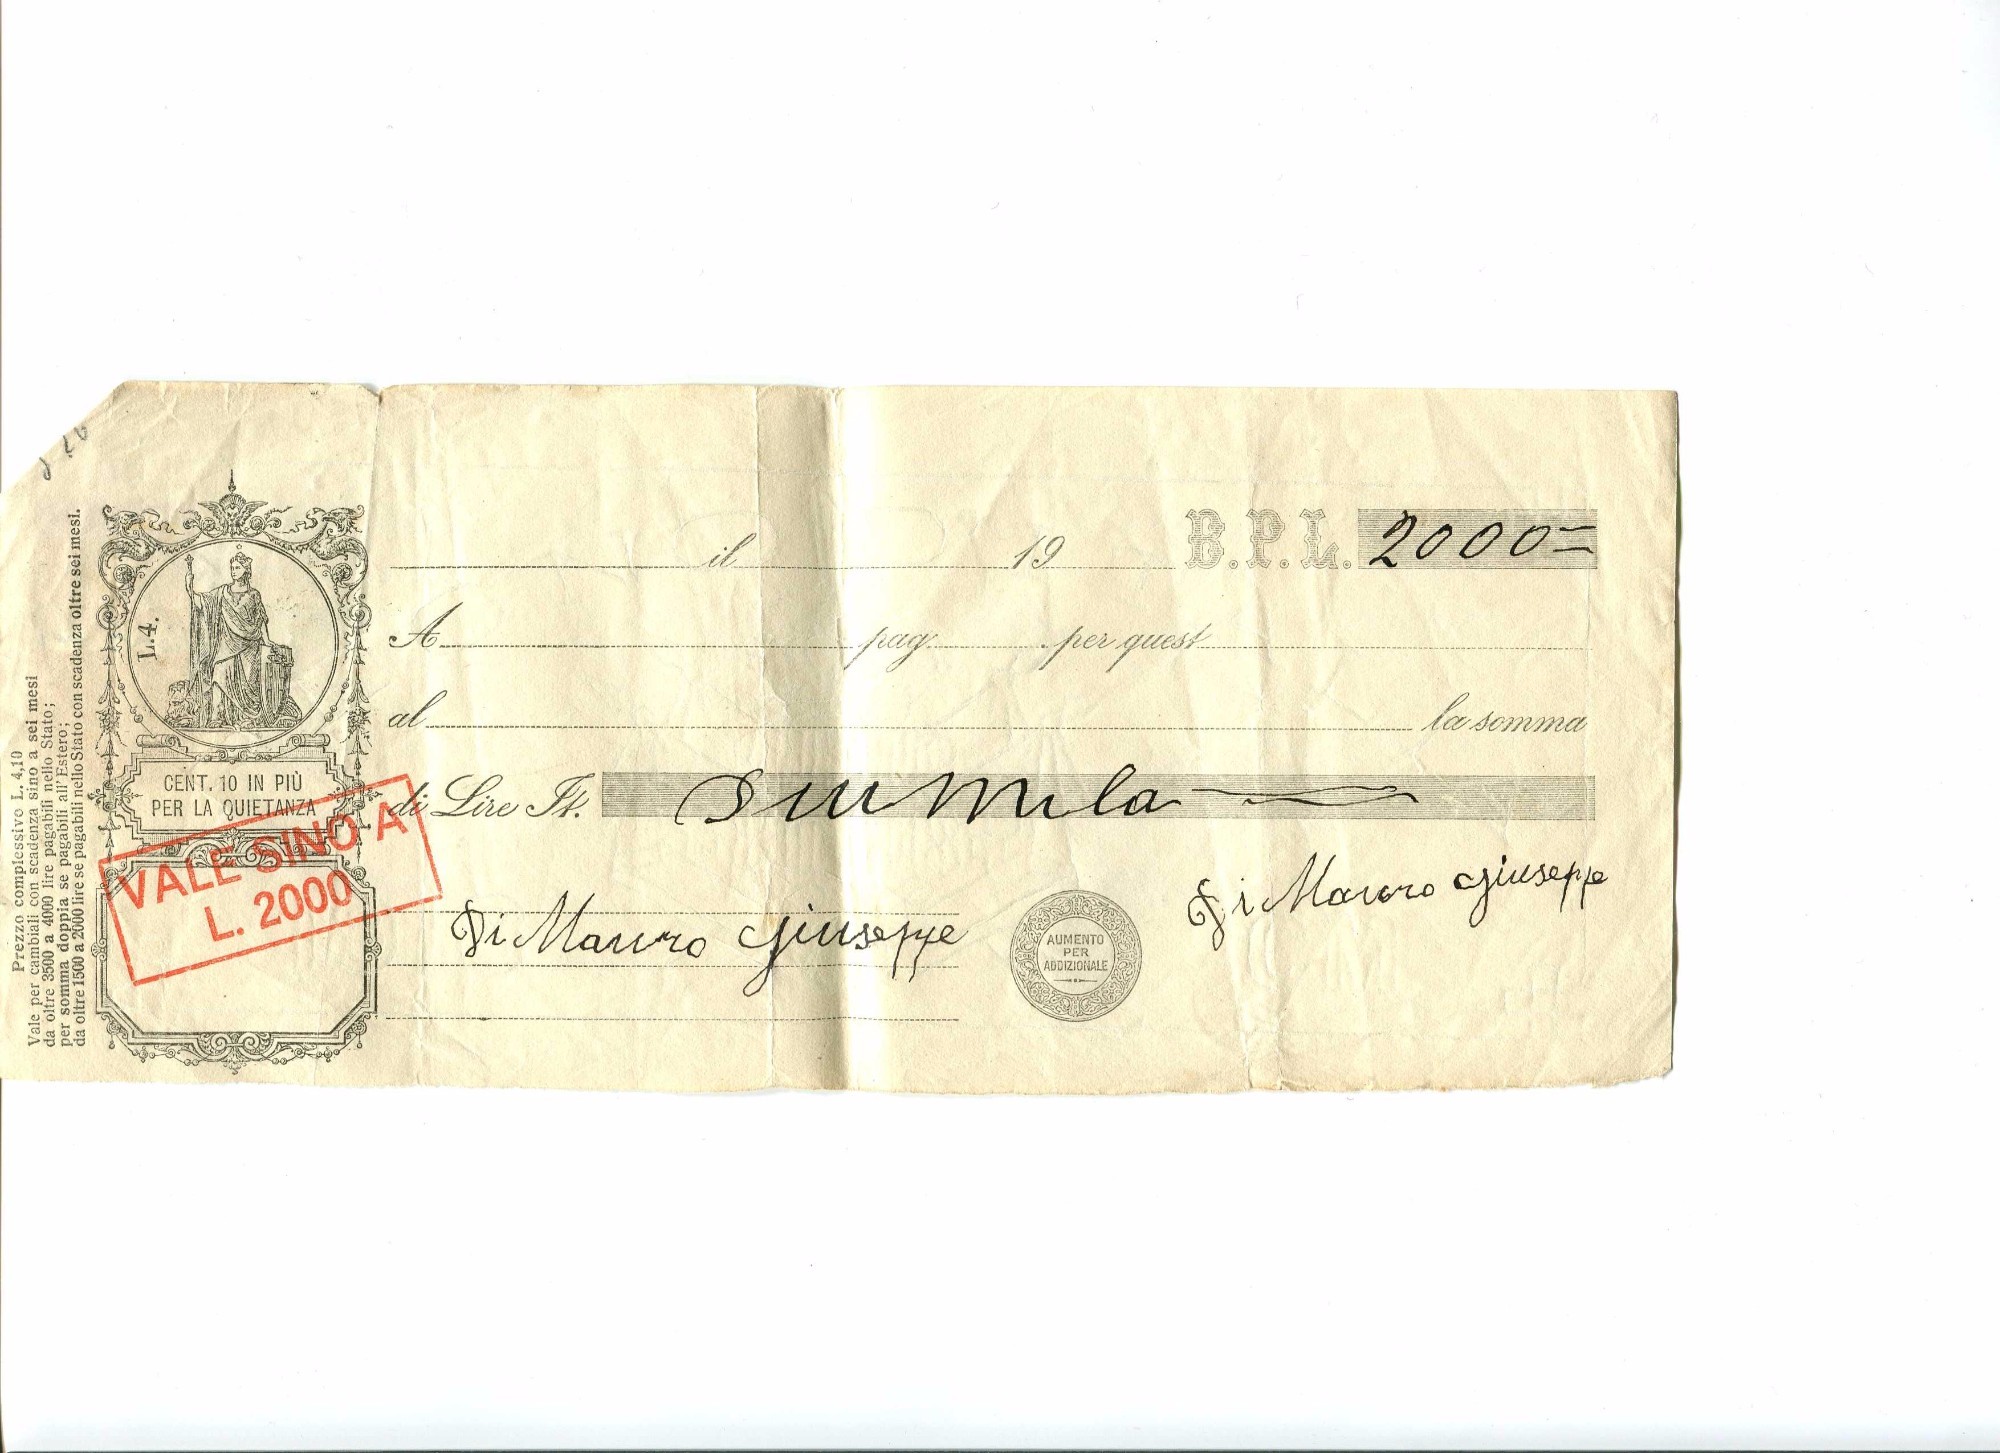 Prezzo complessivo L. 4,10
Vale per cambiali con scadenza sino a sei mesi
da oltre 3500 a 4000 lire pagabili nello Stato;
per somma doppia se pagabili all'Estero;
da oltre 1500 a 2000 lire se pagabili nello Stato con scadenza oltre sei mesi.
L.4.
CENT. 10 IN PIÙ
PER LA QUIETANZA
VALE SINO A
L. 2000
il 19 B.P.L. 2000=
A pag. per quest
al la somma
di Lire It. Due Mila
Di Mauro Giuseppe
AUMENTO
PER
ADDIZIONALE
Di Mauro Giuseppe